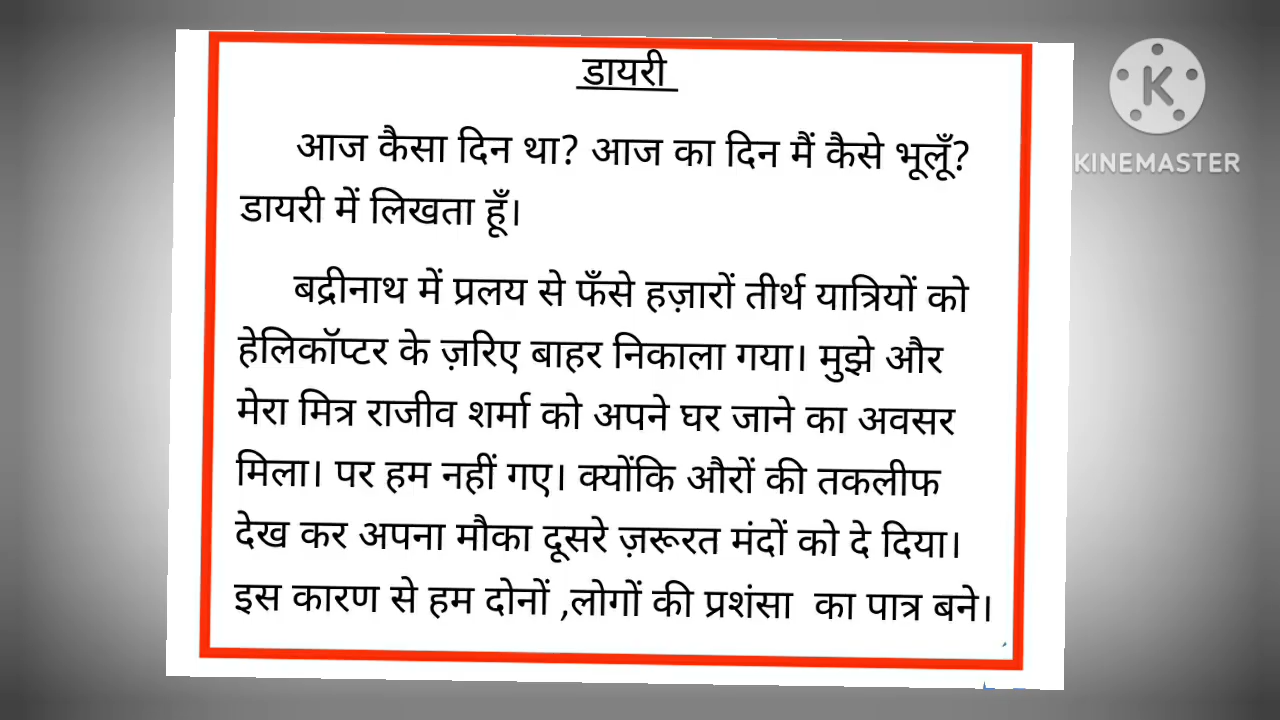 डायरी
आज कैसा दिन था? आज का दिन मैं कैसे भूलूँ?
डायरी में लिखता हूँ।
बद्रीनाथ में प्रलय से फँसे हज़ारों तीर्थ यात्रियों को
हेलिकॉप्टर के ज़रिए बाहर निकाला गया। मुझे और
मेरा मित्र राजीव शर्मा को अपने घर जाने का अवसर
मिला। पर हम नहीं गए। क्योंकि औरों की तकलीफ
देख कर अपना मौका दूसरे ज़रूरत मंदों को दे दिया।
इस कारण से हम दोनों ,लोगों की प्रशंसा का पात्र बने।
K
KINEMASTER